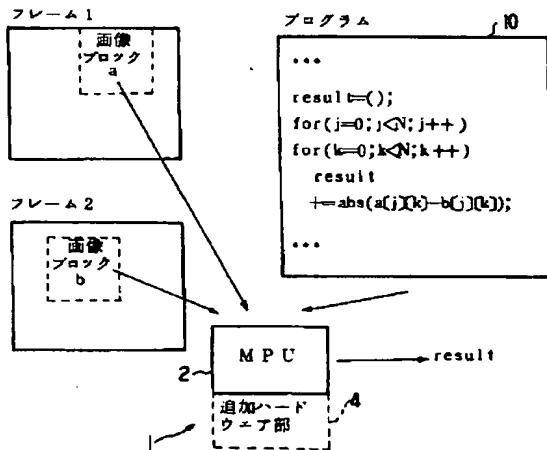 フレーム1
画像
ブロック
a
フレーム2
画像
ブロック
b
プログラム
10
...
result=();
for(j=0;j<N;j++)
for(k=0;k<N;k++)
result
+=abs(a[j][k]-b[j][k]);
...
MPU
2
result
追加ハード
ウェア部
4
1